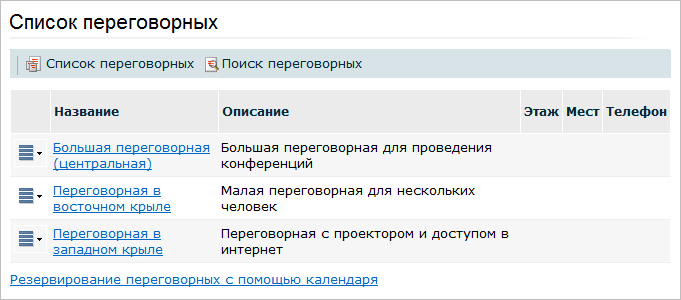 Список переговорных
Список переговорных Поиск переговорных
Название Описание Этаж Мест Телефон
Большая переговорная Большая переговорная для проведения
(центральная) конференций
Переговорная в Малая переговорная для нескольких
восточном крыле человек
Переговорная в Переговорная с проектором и доступом в
западном крыле интернет
Резервирование переговорных с помощью календаря